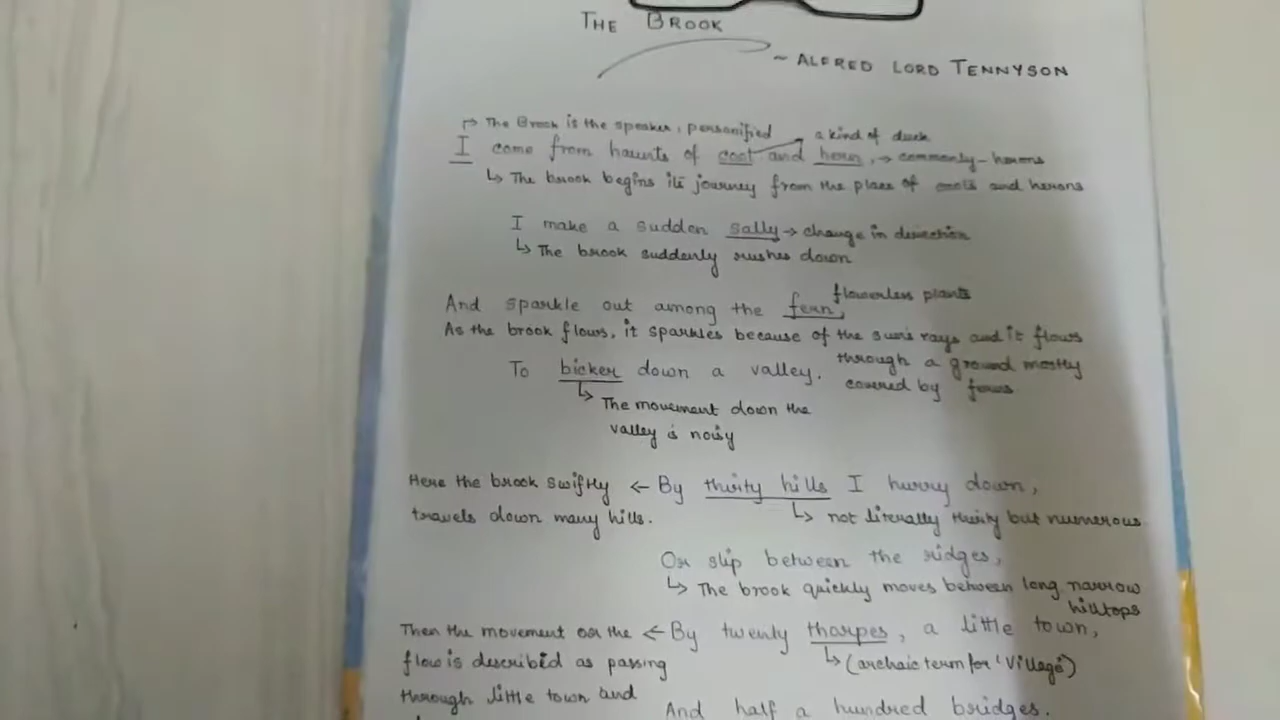 THE BROOK
~ ALFRED LORD TENNYSON
→ The Brook is the speaker, personified
a kind of duck
I come from haunts of coot and hern, → commonly - herons
↳ The brook begins its journey from the place of coots and herons
I make a sudden sally → change in direction
↳ The brook suddenly rushes down
flowerless plants
And sparkle out among the fern,
As the brook flows, it sparkles because of the sun's rays and it flows
through a ground mostly
To bicker down a valley.
covered by ferns
↳ The movement down the
valley is noisy
Here the brook swiftly ← By thirty hills I hurry down,
travels down many hills.
↳ not literally thirty but numerous
Or slip between the ridges,
↳ The brook quickly moves between long narrow
hilltops
Then the movement or the ← By twenty thorpes, a little town,
flow is described as passing
↳ (archaic term for 'Village')
through little town and
And half a hundred bridges.